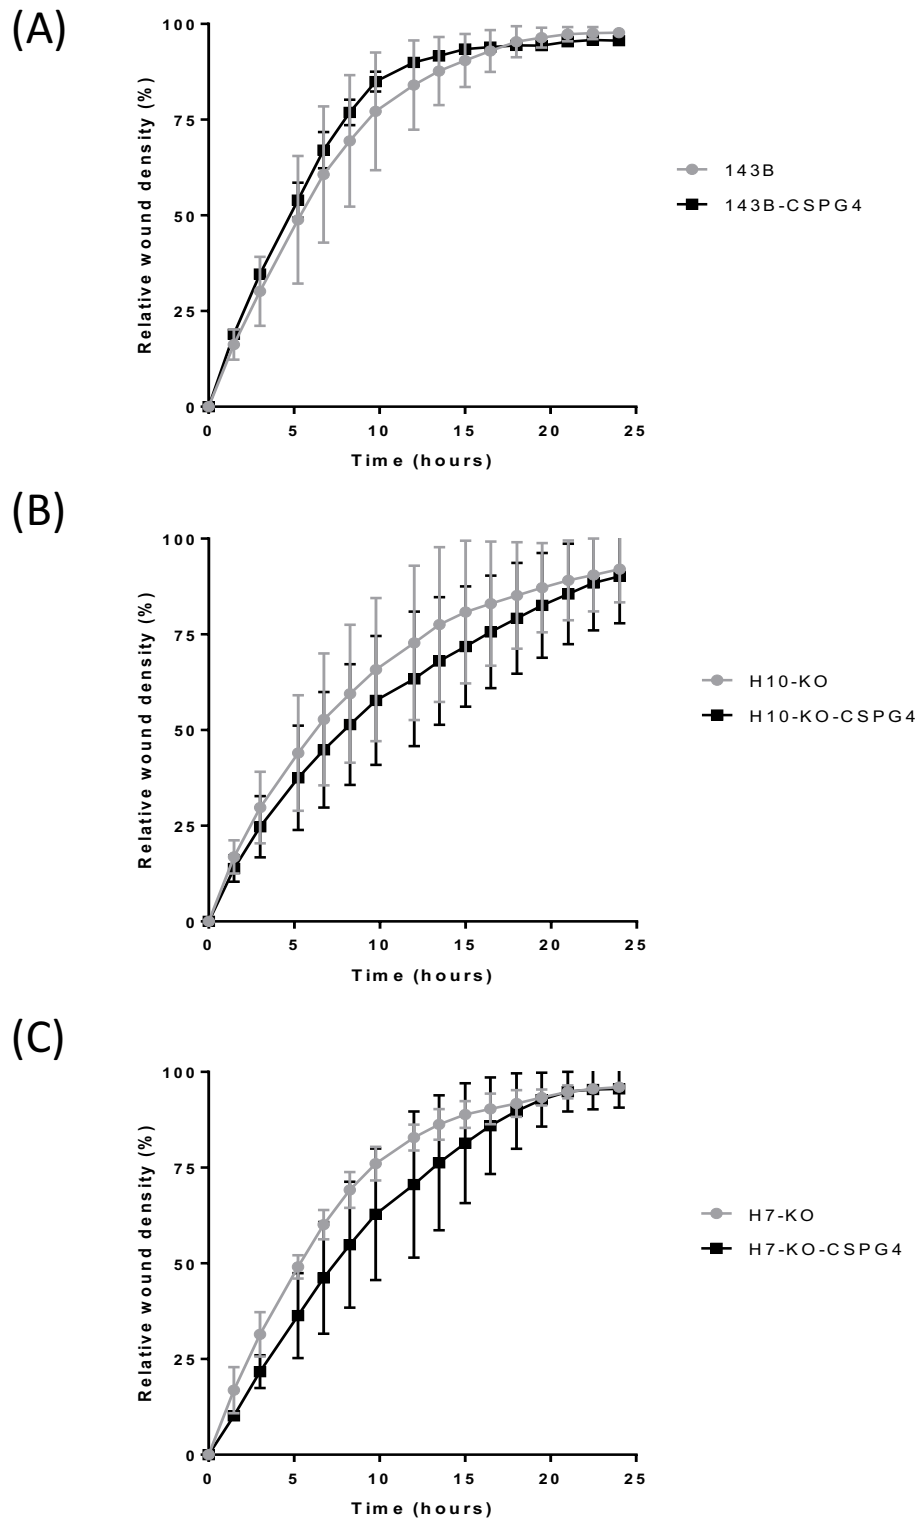 (A)
Relative wound density (%)
100
75
50
25
0
0 5 10 15 20 25
Time (hours)
143B
143B-CSPG4
(B)
Relative wound density (%)
100
75
50
25
0
0 5 10 15 20 25
Time (hours)
H10-KO
H10-KO-CSPG4
(C)
Relative wound density (%)
100
75
50
25
0
0 5 10 15 20 25
Time (hours)
H7-KO
H7-KO-CSPG4